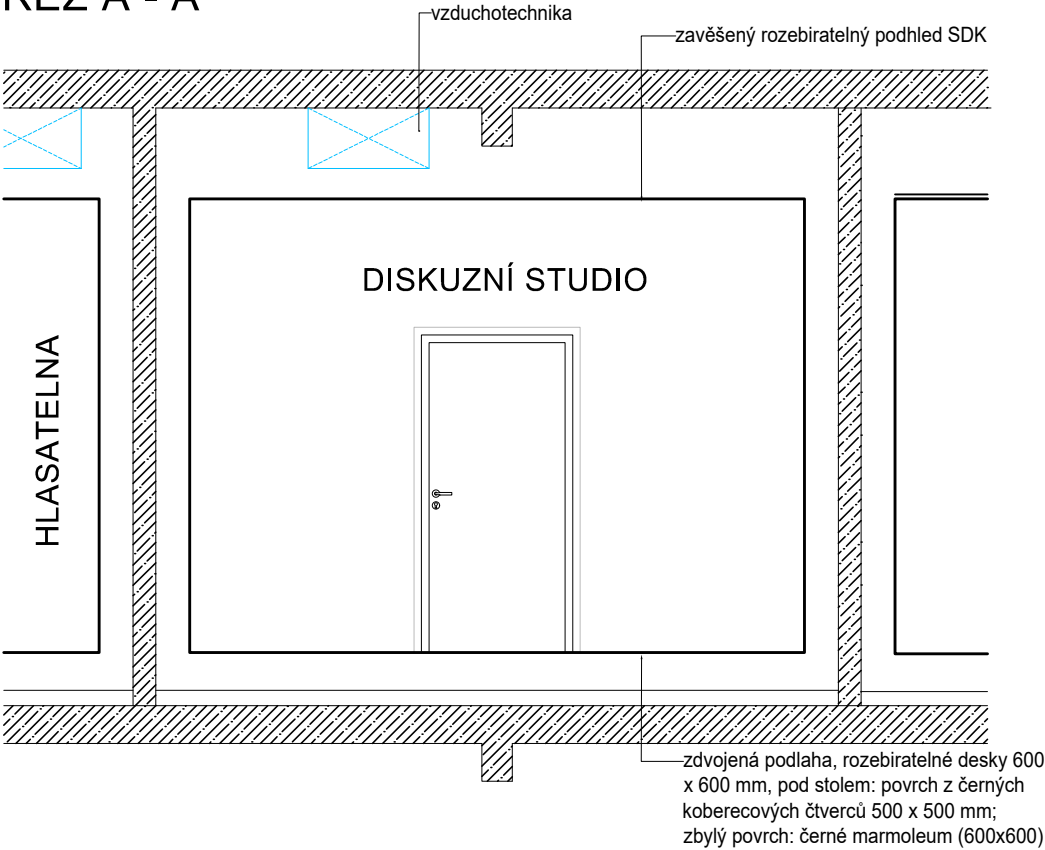 ŘEZ A - A
vzduchotechnika
zavěšený rozebiratelný podhled SDK
DISKUZNÍ STUDIO
HLASATELNA
zdvojená podlaha, rozebiratelné desky 600
x 600 mm, pod stolem: povrch z černých
koberecových čtverců 500 x 500 mm;
zbylý povrch: černé marmoleum (600x600)